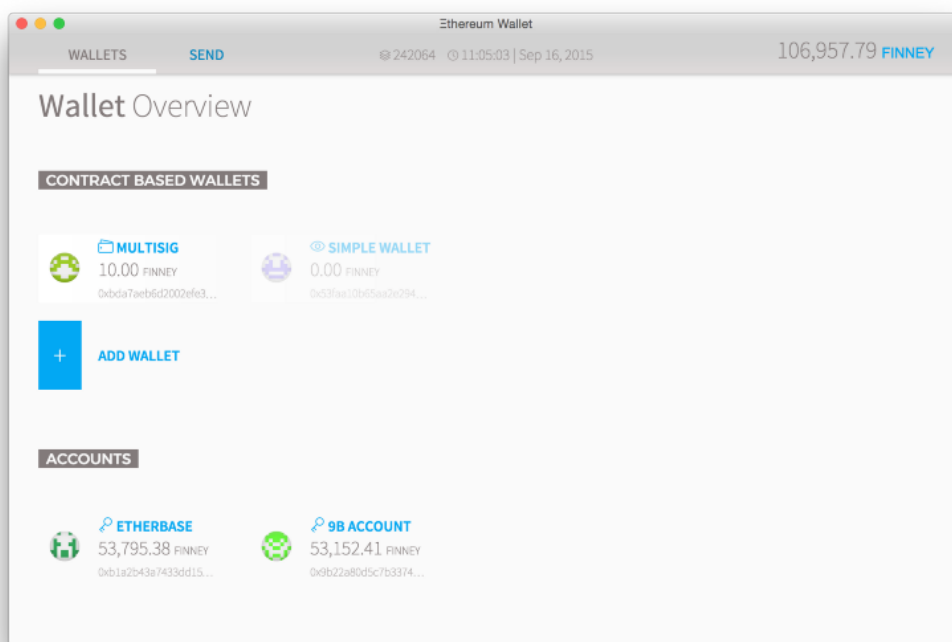 Ξthereum Wallet
WALLETS SEND 242064 11:05:03 | Sep 16, 2015 106,957.79 FINNEY
Wallet Overview
CONTRACT BASED WALLETS
MULTISIG SIMPLE WALLET
10.00 FINNEY 0.00 FINNEY
0xbda7aeb6d2002efe3... 0x53faa10b65aa2e294...
+ ADD WALLET
ACCOUNTS
ETHERBASE 9B ACCOUNT
53,795.38 FINNEY 53,152.41 FINNEY
0xb1a2b43a7433dd15... 0x9b22a80d5c7b3374...